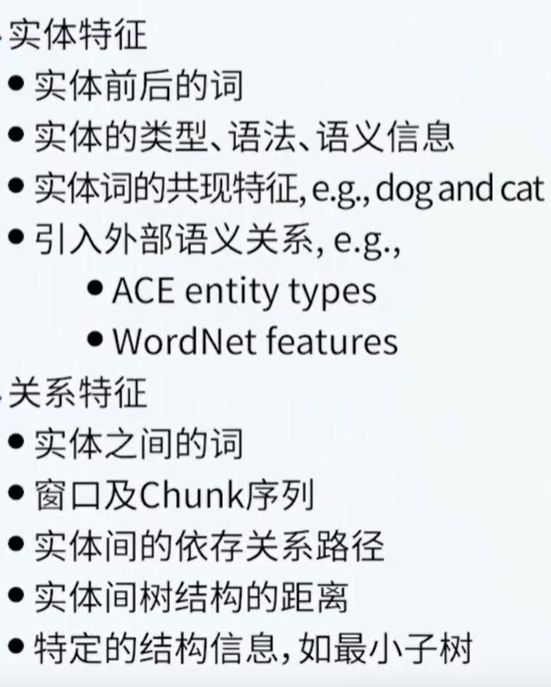 实体特征
● 实体前后的词
● 实体的类型、语法、语义信息
● 实体词的共现特征, e.g., dog and cat
● 引入外部语义关系, e.g.,
● ACE entity types
● WordNet features
关系特征
● 实体之间的词
● 窗口及Chunk序列
● 实体间的依存关系路径
● 实体间树结构的距离
● 特定的结构信息, 如最小子树